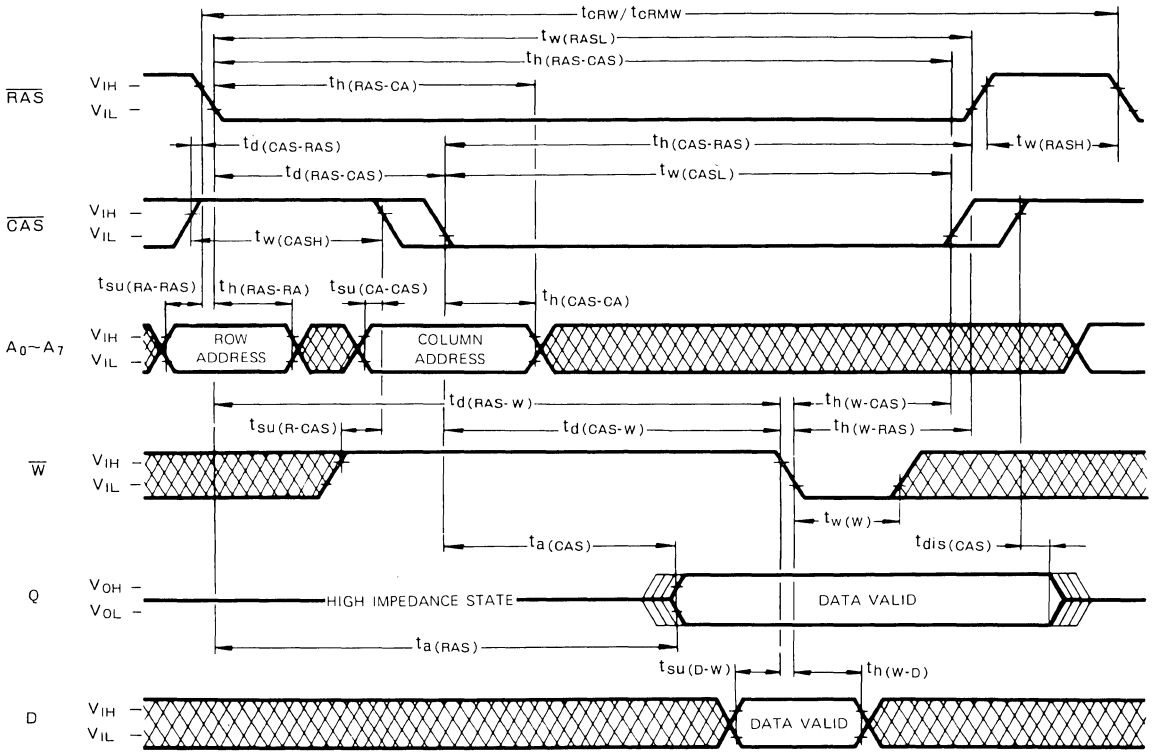 tCRW/tCRMW
tw(RASL)
th(RAS-CAS)
th(RAS-CA)
RAS
VIH
VIL
td(CAS-RAS)
th(CAS-RAS)
tw(RASH)
td(RAS-CAS)
tw(CASL)
CAS
VIH
VIL
tw(CASH)
tsu(RA-RAS)
th(RAS-RA)
tsu(CA-CAS)
th(CAS-CA)
A0~A7
VIH
VIL
ROW
ADDRESS
COLUMN
ADDRESS
td(RAS-W)
th(W-CAS)
tsu(R-CAS)
td(CAS-W)
th(W-RAS)
W
VIH
VIL
tw(W)
ta(CAS)
tdis(CAS)
Q
VOH
VOL
HIGH IMPEDANCE STATE
DATA VALID
ta(RAS)
tsu(D-W)
th(W-D)
D
VIH
VIL
DATA VALID